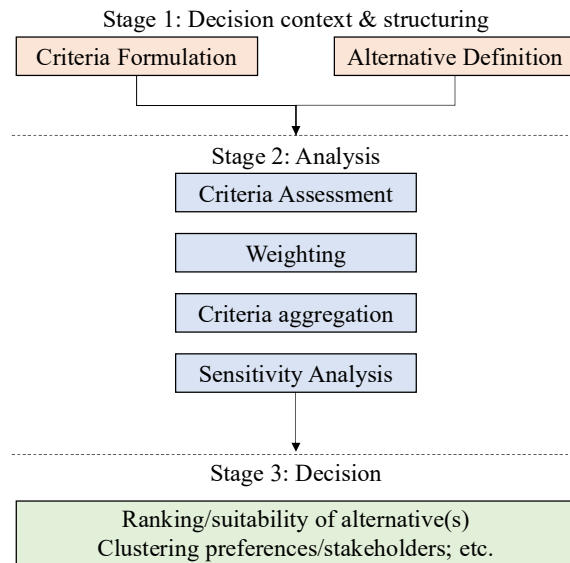 Stage 1: Decision context & structuring
Criteria Formulation
Alternative Definition
Stage 2: Analysis
Criteria Assessment
Weighting
Criteria aggregation
Sensitivity Analysis
Stage 3: Decision
Ranking/suitability of alternative(s)
Clustering preferences/stakeholders; etc.